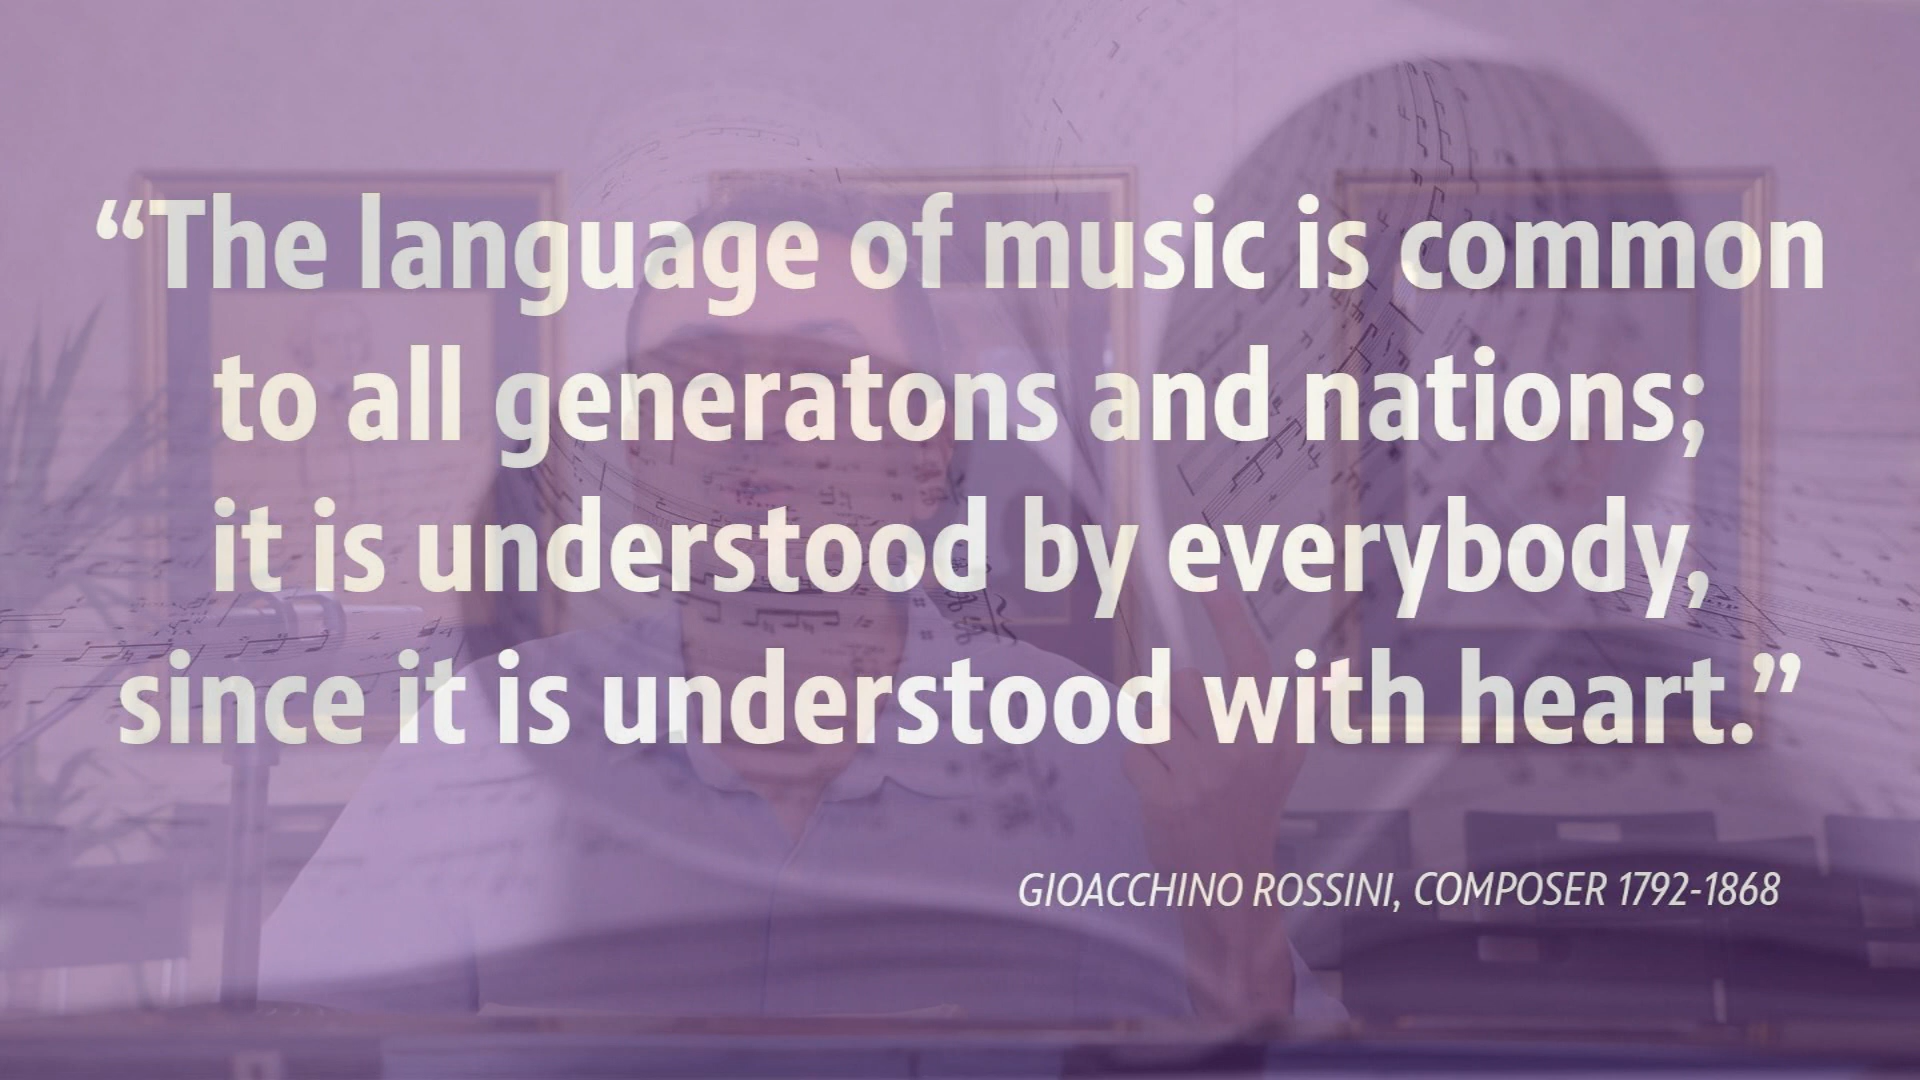 “The language of music is common
to all generatons and nations;
it is understood by everybody,
since it is understood with heart.”
GIOACCHINO ROSSINI, COMPOSER 1792-1868